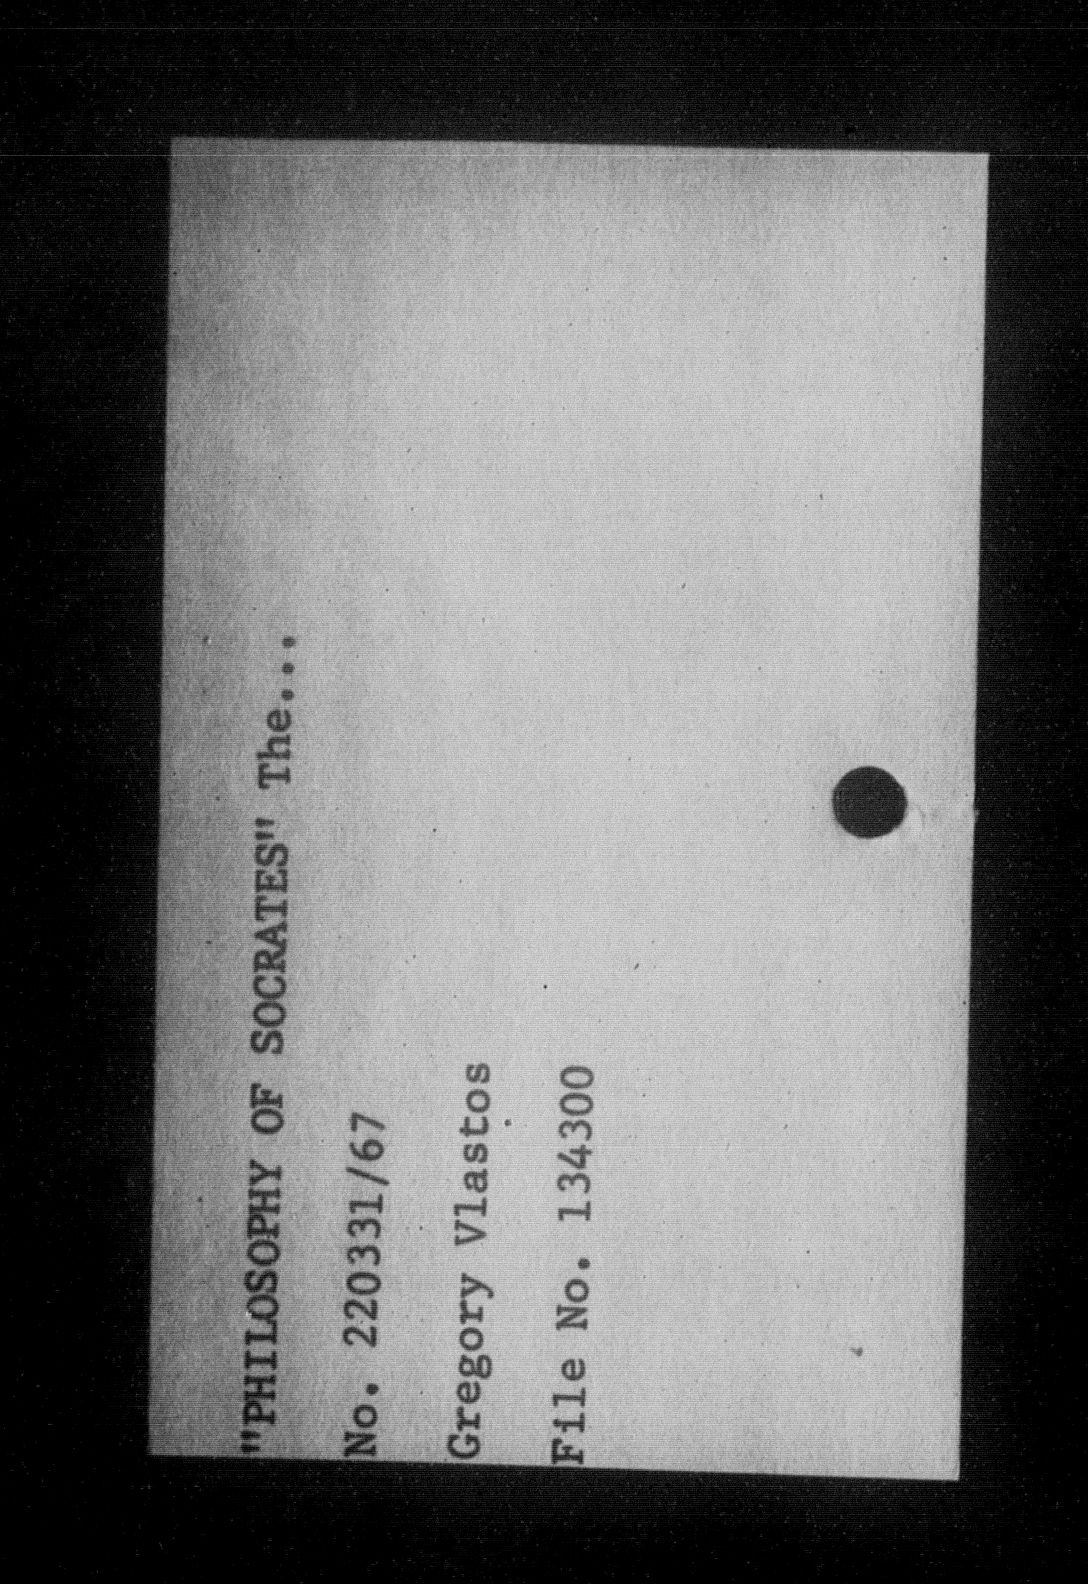 "PHILOSOPHY OF SOCRATES" The...
No. 220331/67
Gregory Vlastos
File No. 134300